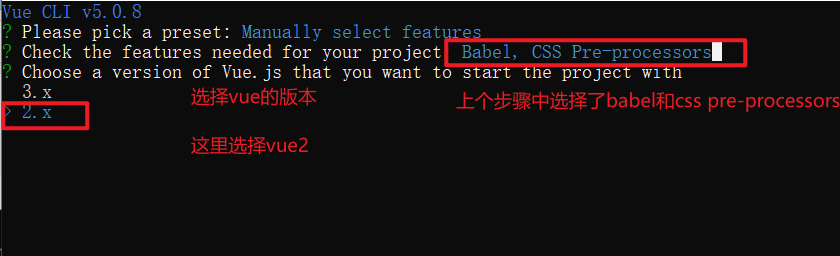 Vue CLI v5.0.8
? Please pick a preset: Manually select features
? Check the features needed for your project: Babel, CSS Pre-processors
? Choose a version of Vue.js that you want to start the project with
3.x
选择vue的版本
上个步骤中选择了babel和css pre-processors
> 2.x
这里选择vue2